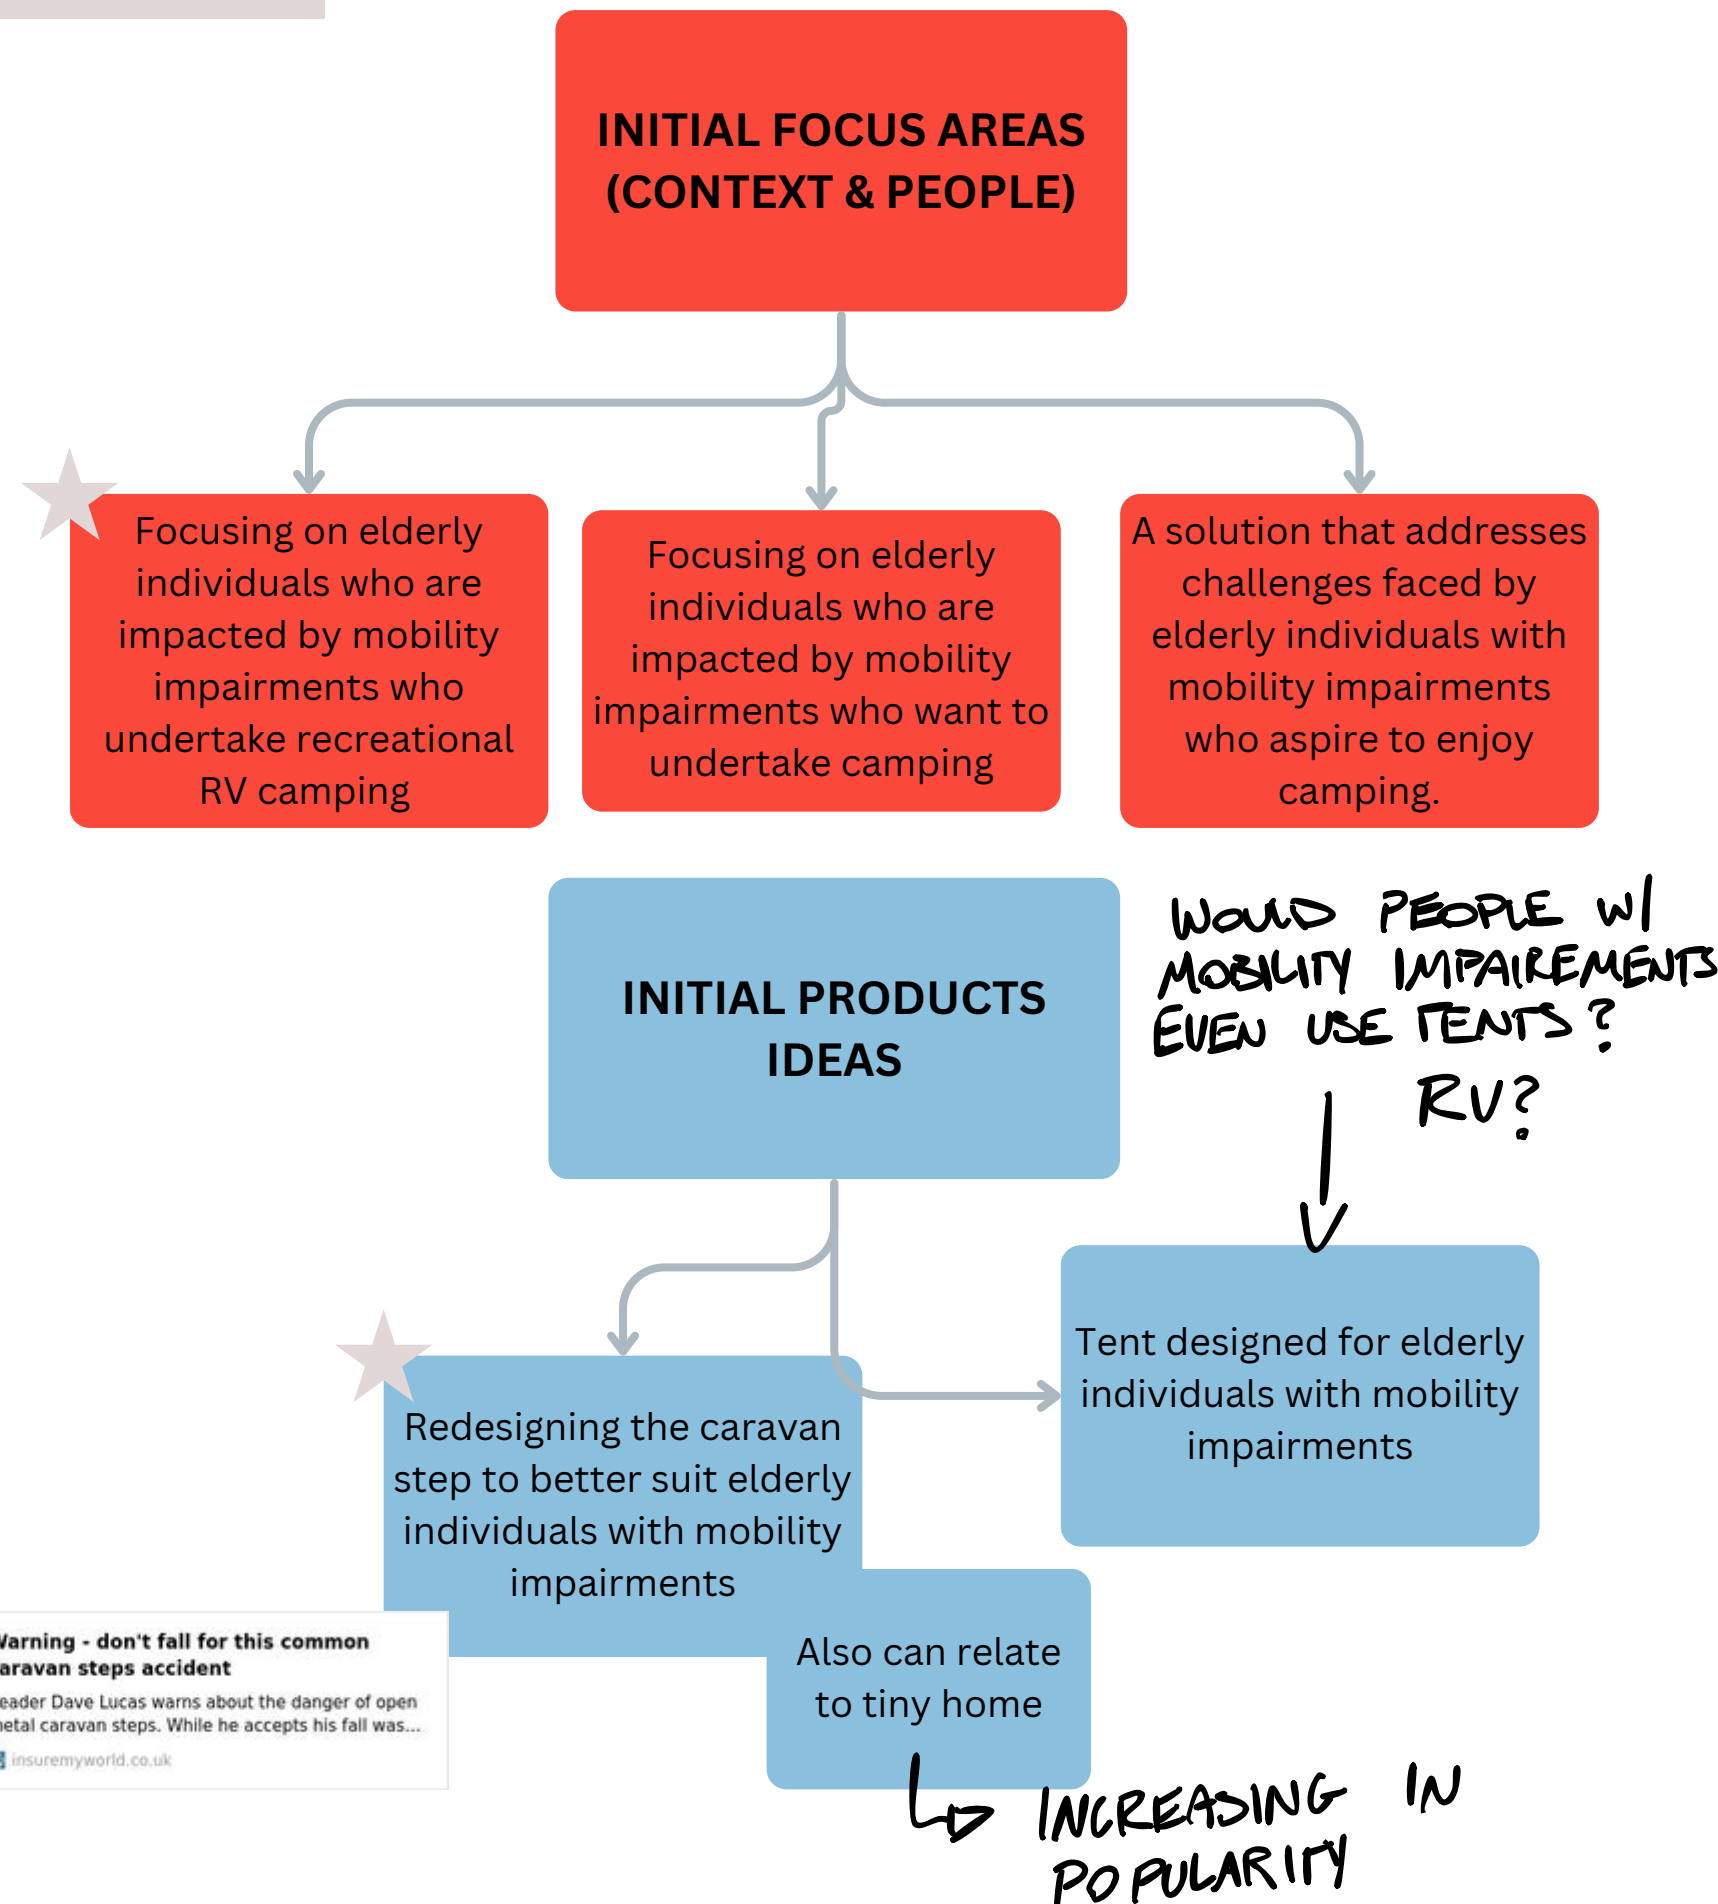 INITIAL FOCUS AREAS
(CONTEXT & PEOPLE)
Focusing on elderly
individuals who are
impacted by mobility
impairments who
undertake recreational
RV camping
Focusing on elderly
individuals who are
impacted by mobility
impairments who want to
undertake camping
A solution that addresses
challenges faced by
elderly individuals with
mobility impairments
who aspire to enjoy
camping.
INITIAL PRODUCTS
IDEAS
WOULD PEOPLE W/
MOBILITY IMPAIREMENTS
EVEN USE TENTS?
RV?
Tent designed for elderly
individuals with mobility
impairments
Redesigning the caravan
step to better suit elderly
individuals with mobility
impairments
Also can relate
to tiny home
INCREASING IN
POPULARITY
Warning - don't fall for this common
caravan steps accident
eader Dave Lucas warns about the danger of open
metal caravan steps. While he accepts his fall was...
insuremyworld.co.uk